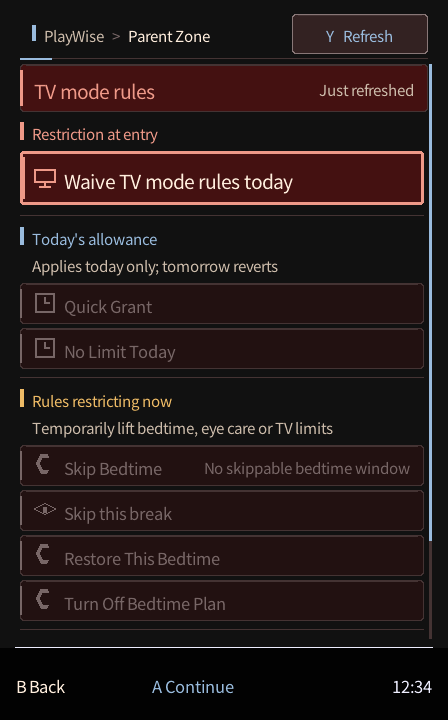 PlayWise > Parent Zone
Y Refresh
TV mode rules
Just refreshed
Restriction at entry
Waive TV mode rules today
Today's allowance
Applies today only; tomorrow reverts
Quick Grant
No Limit Today
Rules restricting now
Temporarily lift bedtime, eye care or TV limits
Skip Bedtime
No skippable bedtime window
Skip this break
Restore This Bedtime
Turn Off Bedtime Plan
B Back
A Continue
12:34